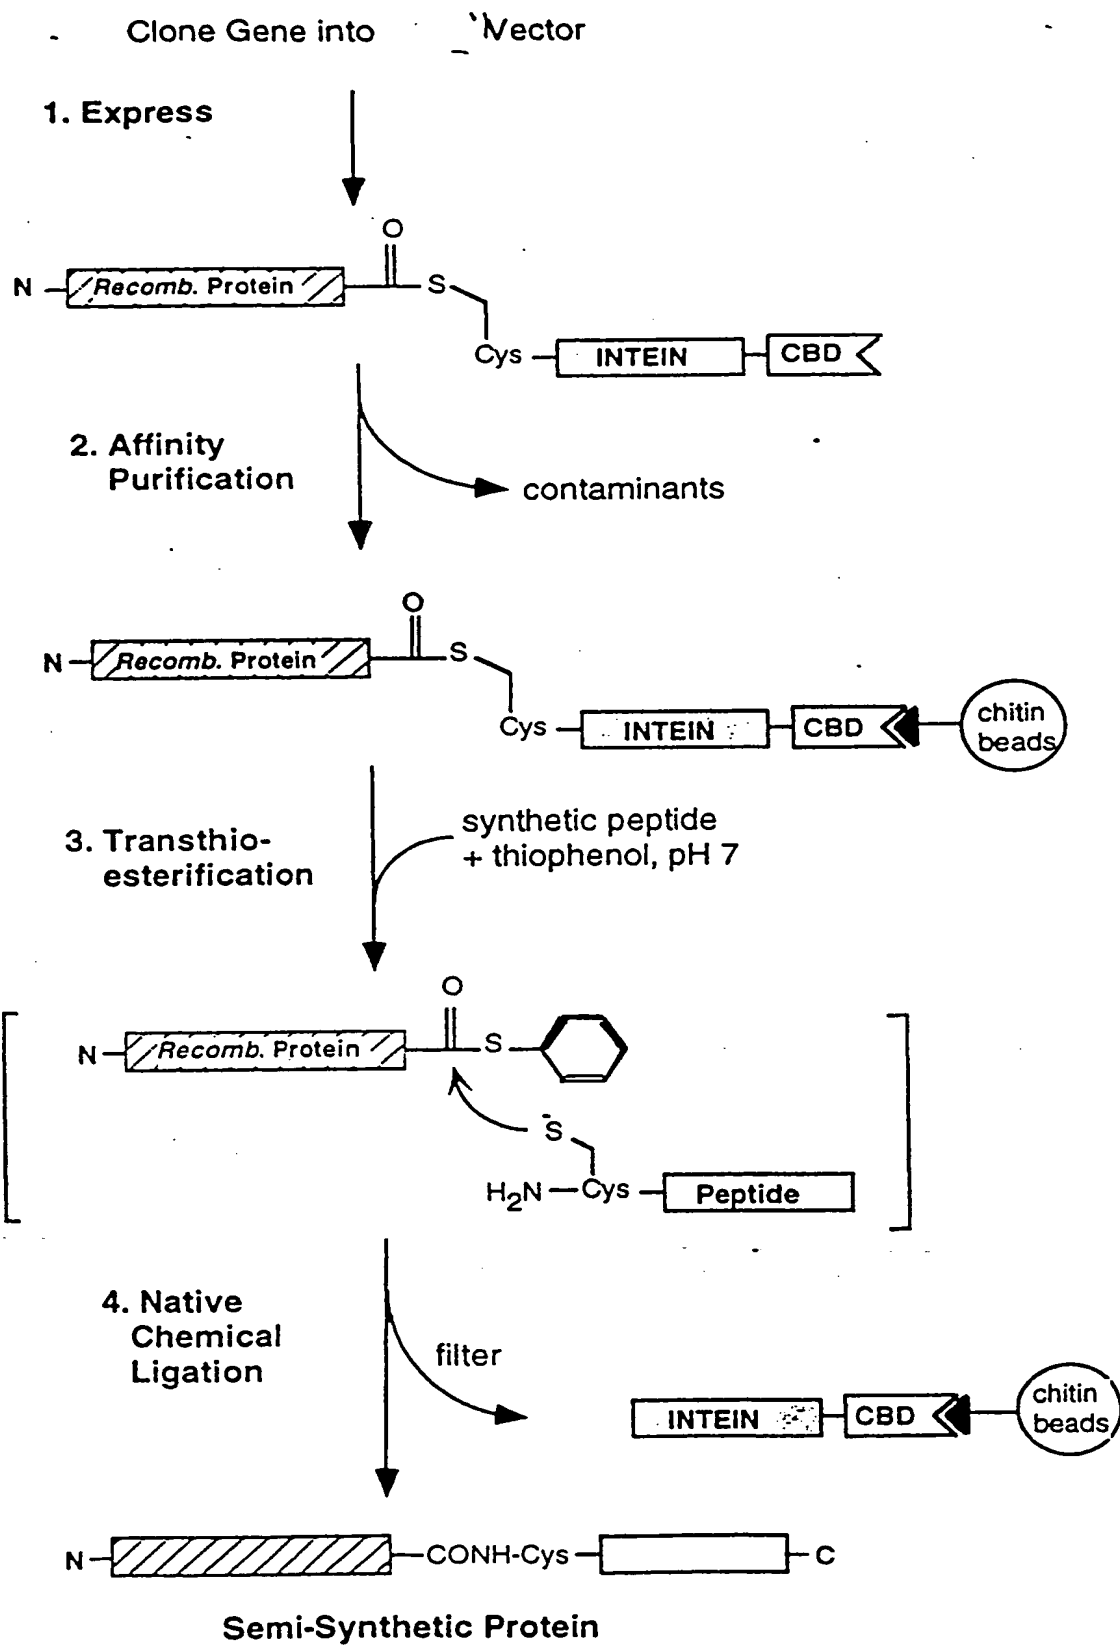 Clone Gene into Vector
1. Express
O
N Recomb. Protein S
Cys INTEIN CBD
2. Affinity
Purification
contaminants
O
N Recomb. Protein S
Cys INTEIN CBD
chitin
beads
3. Transthio-
esterification
synthetic peptide
+ thiophenol, pH 7
O
N Recomb. Protein S
-S
H2N Cys Peptide
4. Native
Chemical
Ligation
filter
INTEIN CBD
chitin
beads
N CONH-Cys C
Semi-Synthetic Protein